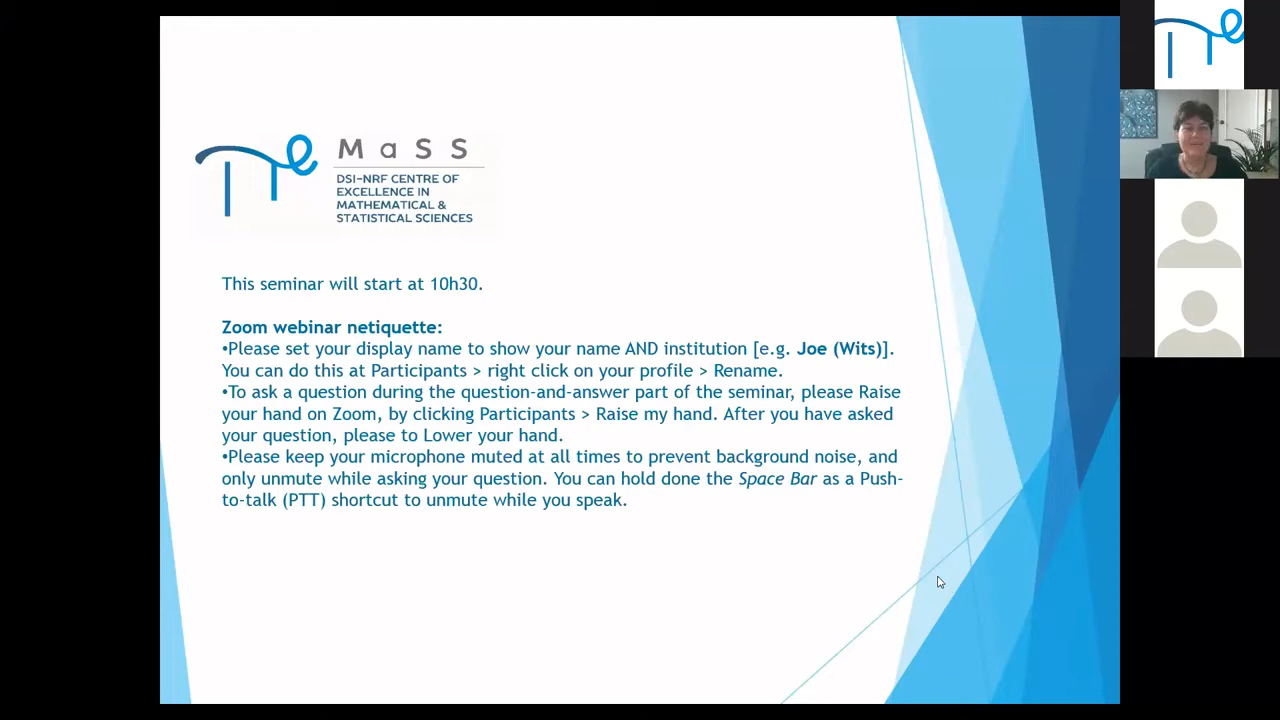 M a S S
DSI-NRF CENTRE OF
EXCELLENCE IN
MATHEMATICAL &
STATISTICAL SCIENCES
This seminar will start at 10h30.
Zoom webinar netiquette:
•Please set your display name to show your name AND institution [e.g. Joe (Wits)].
You can do this at Participants > right click on your profile > Rename.
•To ask a question during the question-and-answer part of the seminar, please Raise
your hand on Zoom, by clicking Participants > Raise my hand. After you have asked
your question, please to Lower your hand.
•Please keep your microphone muted at all times to prevent background noise, and
only unmute while asking your question. You can hold done the Space Bar as a Push-
to-talk (PTT) shortcut to unmute while you speak.